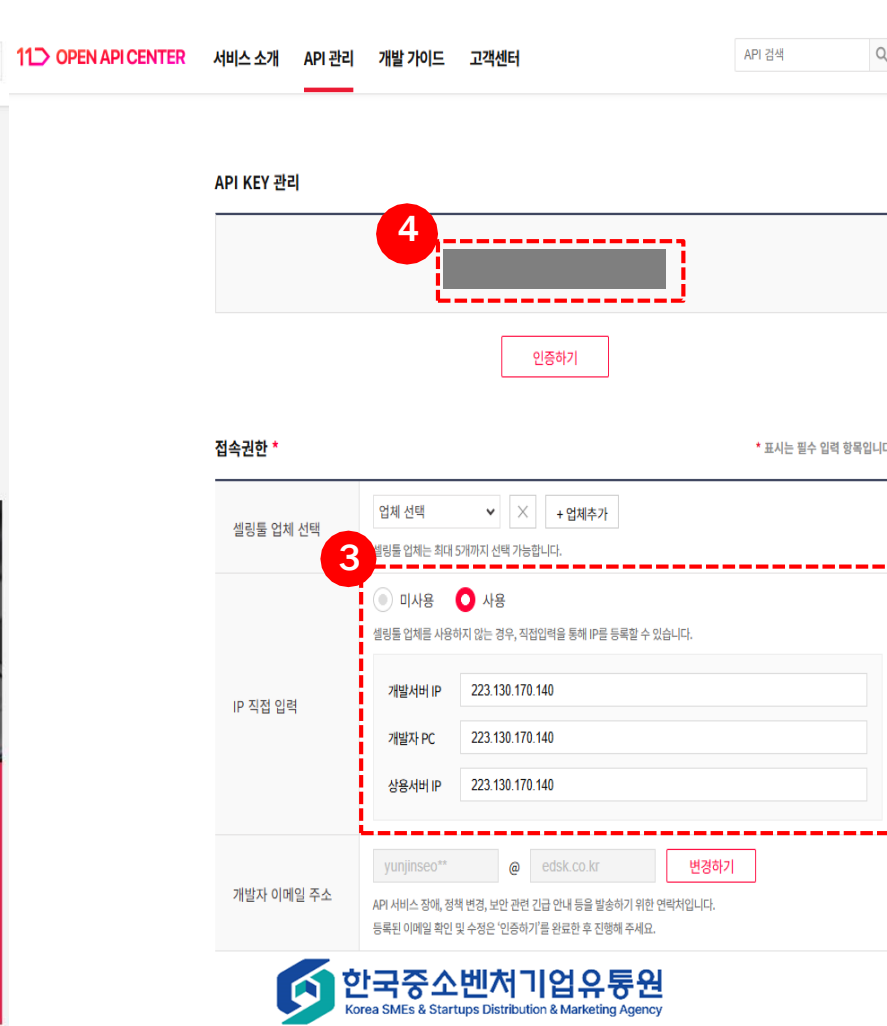 11 OPEN API CENTER 서비스 소개 API 관리 개발 가이드 고객센터 API 검색
API KEY 관리
4
인증하기
접속권한 * * 표시는 필수 입력 항목입니다
셀링툴 업체 선택
업체 선택 X + 업체추가
셀링툴 업체는 최대 5개까지 선택 가능합니다.
3
IP 직접 입력
미사용 사용
셀링툴 업체를 사용하지 않는 경우, 직접입력을 통해 IP를 등록할 수 있습니다.
개발서버 IP 223.130.170.140
개발자 PC 223.130.170.140
상용서버 IP 223.130.170.140
개발자 이메일 주소
yunjinseo** @ edsk.co.kr 변경하기
API 서비스 장애, 정책 변경, 보안 관련 긴급 안내 등을 발송하기 위한 연락처입니다.
등록된 이메일 확인 및 수정은 '인증하기'를 완료한 후 진행해 주세요.
한국중소벤처기업유통원
Korea SMEs & Startups Distribution & Marketing Agency